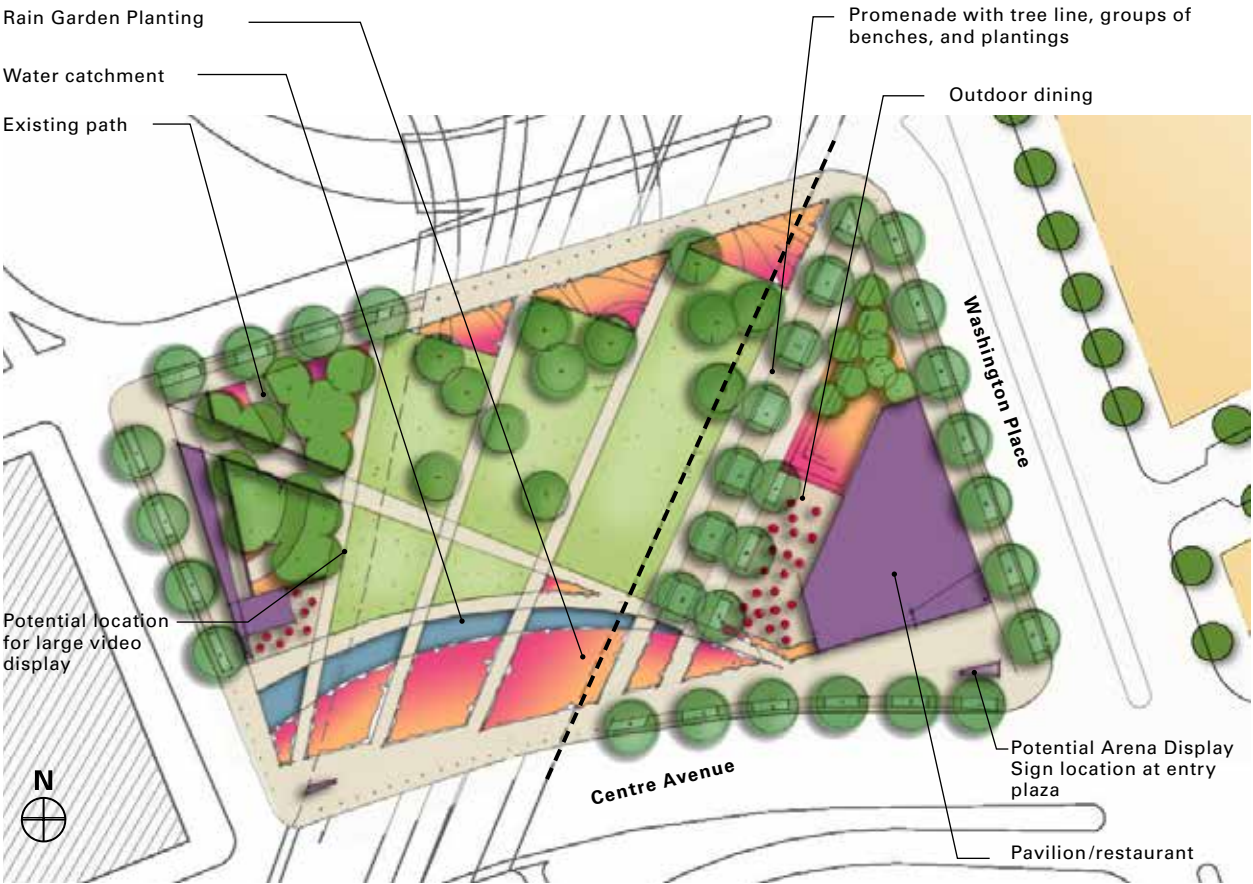 Rain Garden Planting
Water catchment
Existing path
Promenade with tree line, groups of
benches, and plantings
Outdoor dining
Washington Place
Potential location
for large video
display
N
Centre Avenue
Potential Arena Display
Sign location at entry
plaza
Pavilion/restaurant